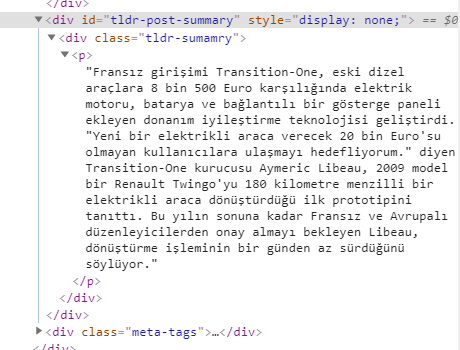 </div>
▼<div id="tldr-post-summary" style="display: none;"> == $0
▼<div class="tldr-sumamry">
▼<p>
"Fransız girişimi Transition-One, eski dizel
araçlara 8 bin 500 Euro karşılığında elektrik
motoru, batarya ve bağlantılı bir gösterge paneli
ekleyen donanım iyileştirme teknolojisi geliştirdi.
"Yeni bir elektrikli araca verecek 20 bin Euro'su
olmayan kullanıcılara ulaşmayı hedefliyorum." diyen
Transition-One kurucusu Aymeric Libeau, 2009 model
bir Renault Twingo'yu 180 kilometre menzilli bir
elektrikli araca dönüştürdüğü ilk prototipini
tanıttı. Bu yılın sonuna kadar Fransız ve Avrupalı
düzenleyicilerden onay almayı bekleyen Libeau,
dönüştürme işleminin bir günden az sürdüğünü
söylüyor."
</p>
</div>
</div>
▶<div class="meta-tags">…</div>
</div>